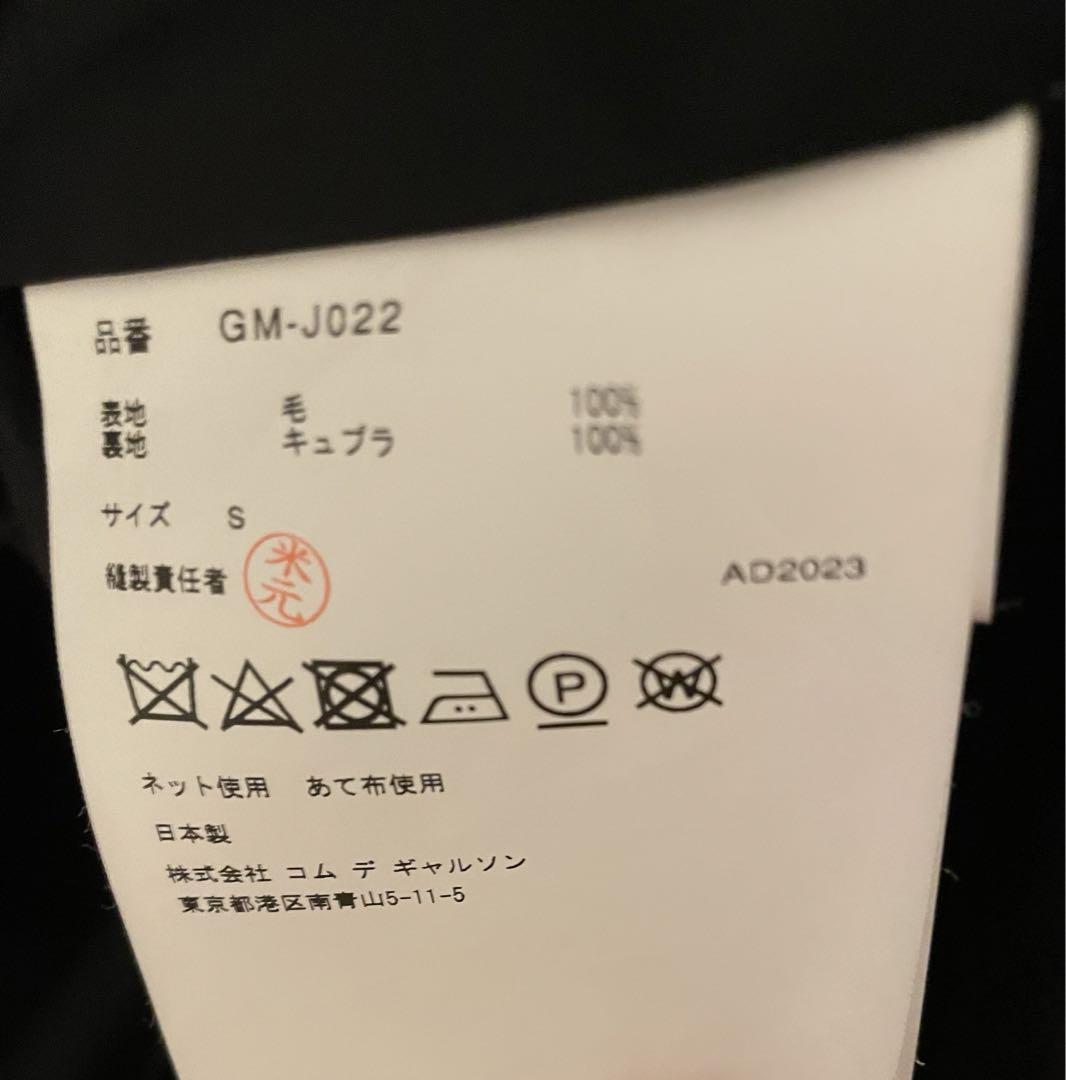 品番 GM-J022
表地 毛 100%
裏地 キュプラ 100%
サイズ S
縫製責任者 米元 AD2023
P W
ネット使用 あて布使用
日本製
株式会社 コム デ ギャルソン
東京都港区南青山5-11-5